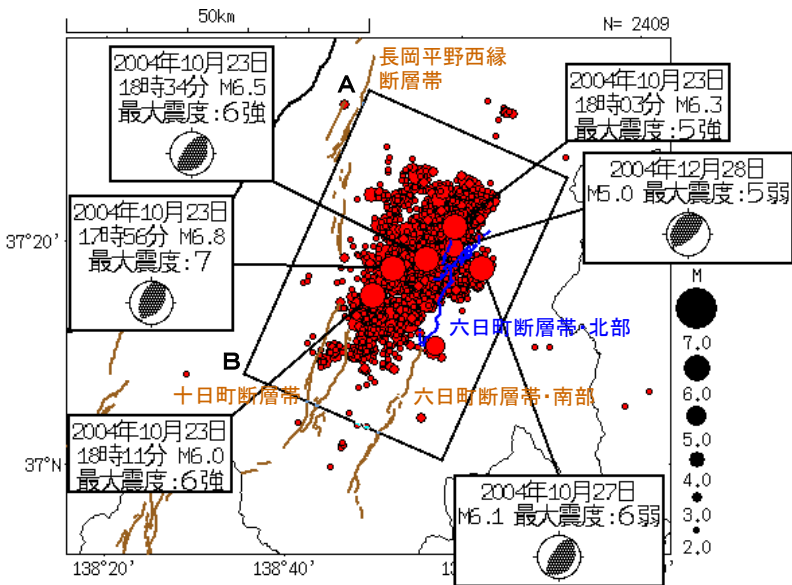 50km
N= 2409
長岡平野西縁
断層帯
A
2004年10月23日
18時34分 M6.5
最大震度:6強
2004年10月23日
18時03分 M6.3
最大震度:5強
2004年12月28日
M5.0 最大震度:5弱
2004年10月23日
17時56分 M6.8
最大震度:7
37°20'
M
7.0
6.0
5.0
4.0
3.0
2.0
六日町断層帯・北部
B
十日町断層帯
六日町断層帯・南部
2004年10月23日
18時11分 M6.0
最大震度:6強
37°N
2004年10月27日
M6.1 最大震度:6弱
138°20'
138°40'